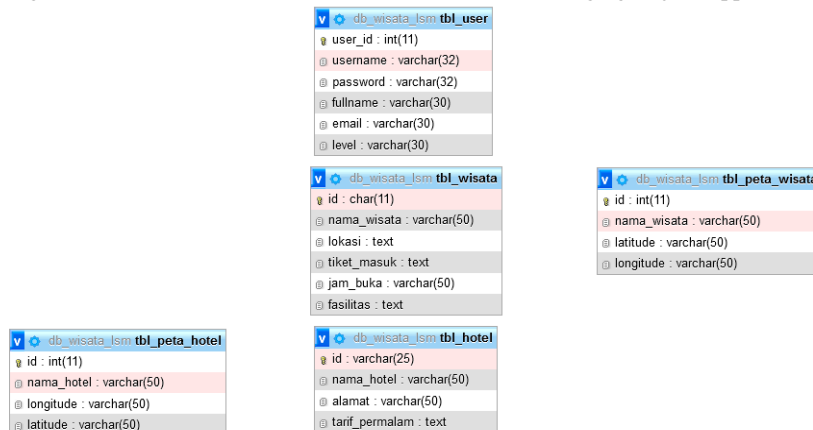 db_wisata_lsm tbl_user
user_id : int(11)
username : varchar(32)
password : varchar(32)
fullname : varchar(30)
email : varchar(30)
level : varchar(30)
db_wisata_lsm tbl_wisata
id : char(11)
nama_wisata : varchar(50)
lokasi : text
tiket_masuk : text
jam_buka : varchar(50)
fasilitas : text
db_wisata_lsm tbl_peta_wisata
id : int(11)
nama_wisata : varchar(50)
latitude : varchar(50)
longitude : varchar(50)
db_wisata_lsm tbl_peta_hotel
id : int(11)
nama_hotel : varchar(50)
longitude : varchar(50)
latitude : varchar(50)
db_wisata_lsm tbl_hotel
id : varchar(25)
nama_hotel : varchar(50)
alamat : varchar(50)
tarif_permalam : text